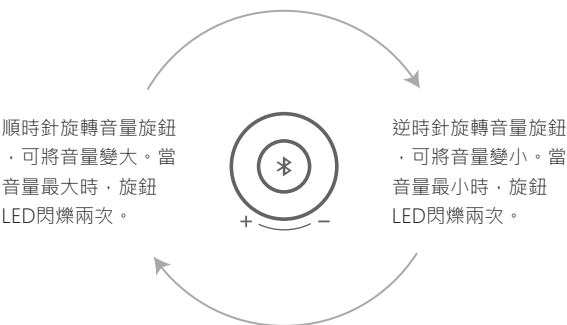 順時針旋轉音量旋鈕
，可將音量變大。當
音量最大時，旋鈕
LED閃爍兩次。
逆時針旋轉音量旋鈕
，可將音量變小。當
音量最小時，旋鈕
LED閃爍兩次。
+ −